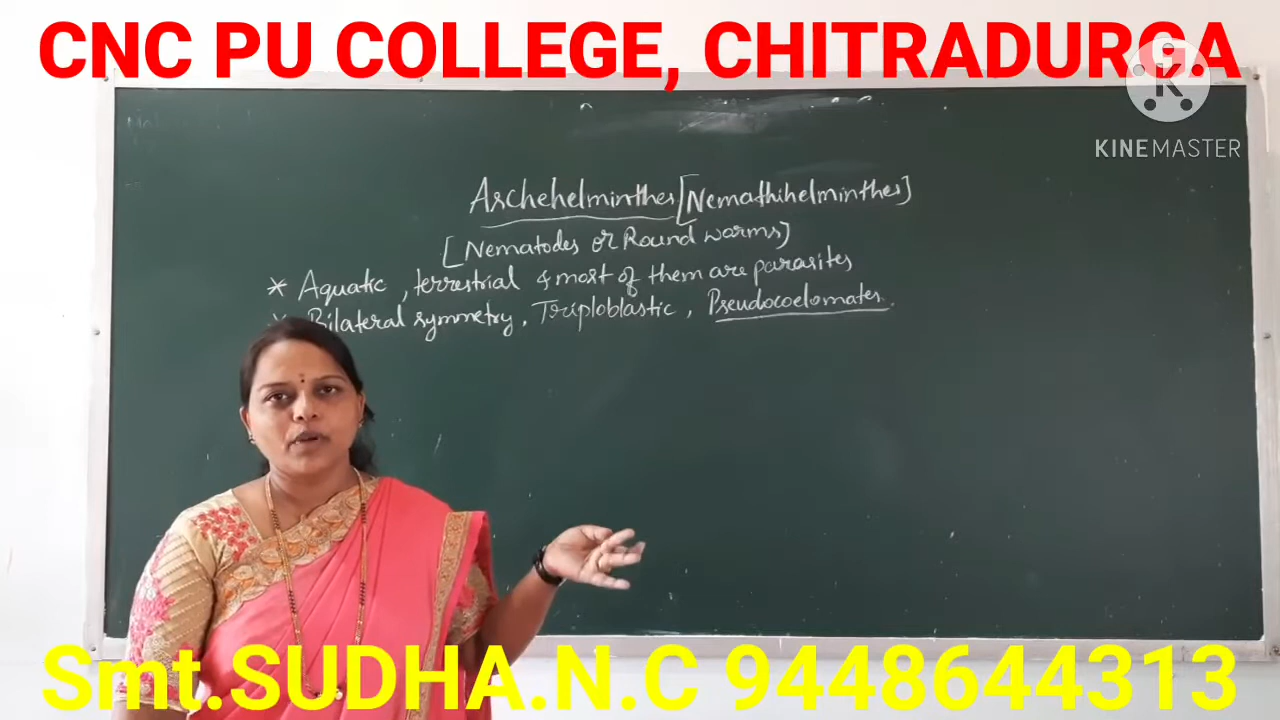 CNC PU COLLEGE, CHITRADURGA
K
KINEMASTER
Aschehelminthes [Nemathihelminthes]
[Nematodes or Round warms]
* Aquatic, terrestrial & most of them are parasites
* Bilateral symmetry, Triploblastic, Pseudocoelomates.
Smt.SUDHA.N.C 9448644313